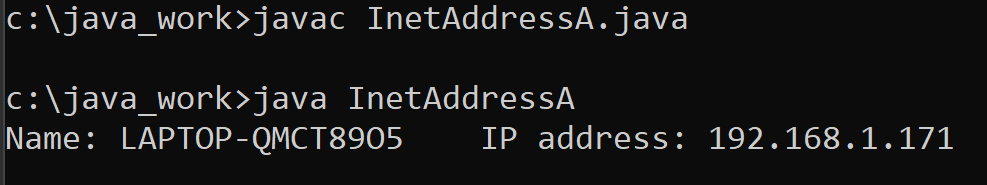 c:\java_work>javac InetAddressA.java
c:\java_work>java InetAddressA
Name: LAPTOP-QMCT89O5    IP address: 192.168.1.171